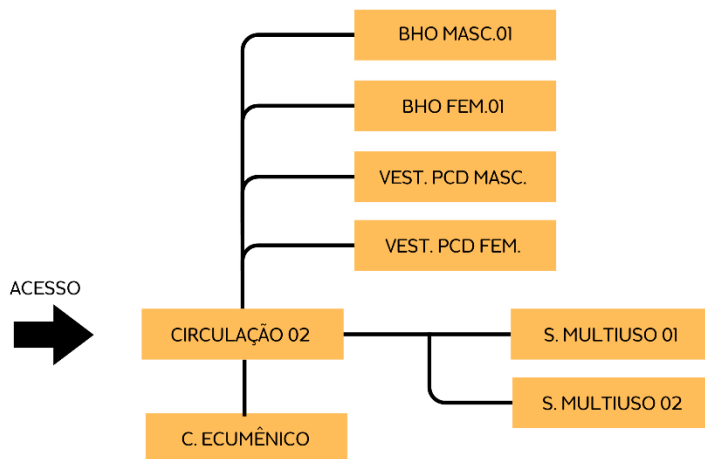 BHO MASC.01
BHO FEM.01
VEST. PCD MASC.
VEST. PCD FEM.
ACESSO
CIRCULAÇÃO 02
S. MULTIUSO 01
S. MULTIUSO 02
C. ECUMÊNICO